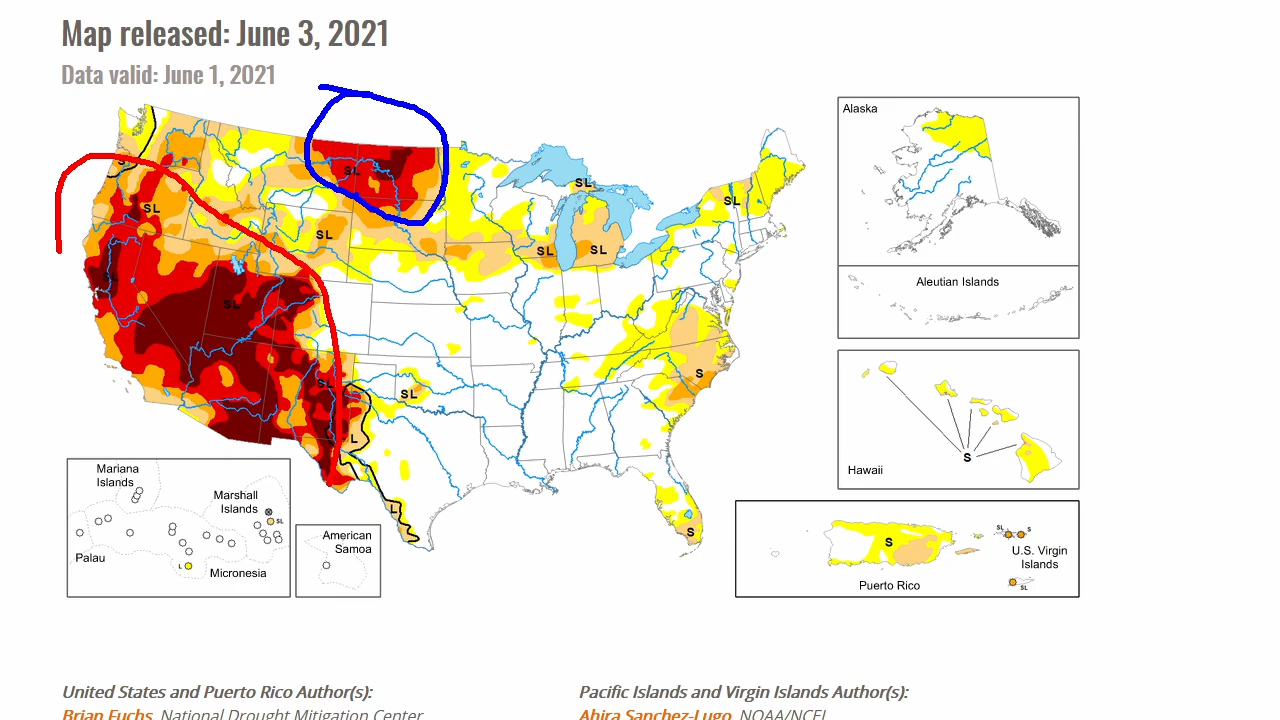 Map released: June 3, 2021
Data valid: June 1, 2021
Alaska
Aleutian Islands
Hawaii
S
S
U.S. Virgin
Islands
SL
S
SL
Puerto Rico
Mariana
Islands
Marshall
Islands
SL
Palau
L
Micronesia
American
Samoa
S
SL
SL
SL
SL
SL
SL
SL
SL
SL
SL
SL
SL
S
L
L
S
United States and Puerto Rico Author(s):
Brian Fuchs, National Drought Mitigation Center
Pacific Islands and Virgin Islands Author(s):
Ahira Sanchez-Lugo, NOAA/NCEI